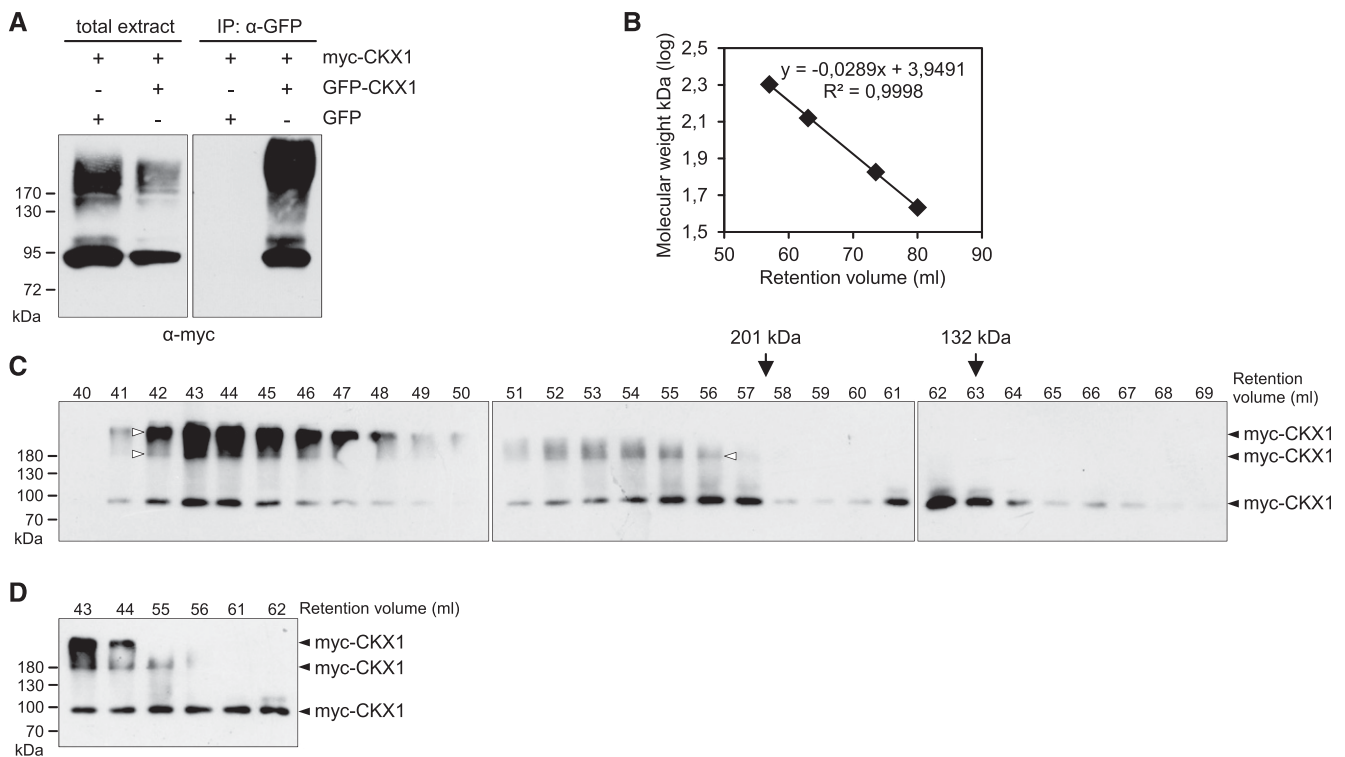 A
total extract IP: α-GFP
+ + + + myc-CKX1
- + - + GFP-CKX1
+ - + - GFP
170
130
95
72
kDa
α-myc
B
Molecular weight kDa (log)
2,5
2,3
2,1
1,9
1,7
1,5
y = -0,0289x + 3,9491
R² = 0,9998
50 60 70 80 90
Retention volume (ml)
C
201 kDa 132 kDa
40 41 42 43 44 45 46 47 48 49 50 51 52 53 54 55 56 57 58 59 60 61 62 63 64 65 66 67 68 69
Retention
volume (ml)
180
130
100
70
kDa
myc-CKX1
myc-CKX1
myc-CKX1
D
43 44 55 56 61 62 Retention volume (ml)
180
130
100
70
kDa
myc-CKX1
myc-CKX1
myc-CKX1